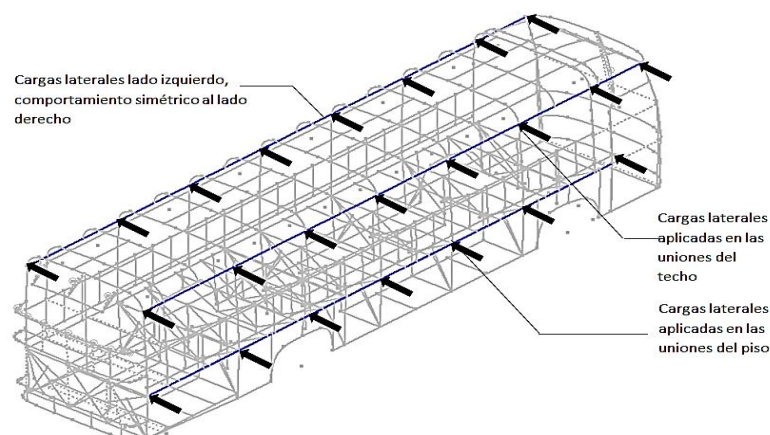 Cargas laterales lado izquierdo,
comportamiento simétrico al lado
derecho
Cargas laterales
aplicadas en las
uniones del
techo
Cargas laterales
aplicadas en las
uniones del piso